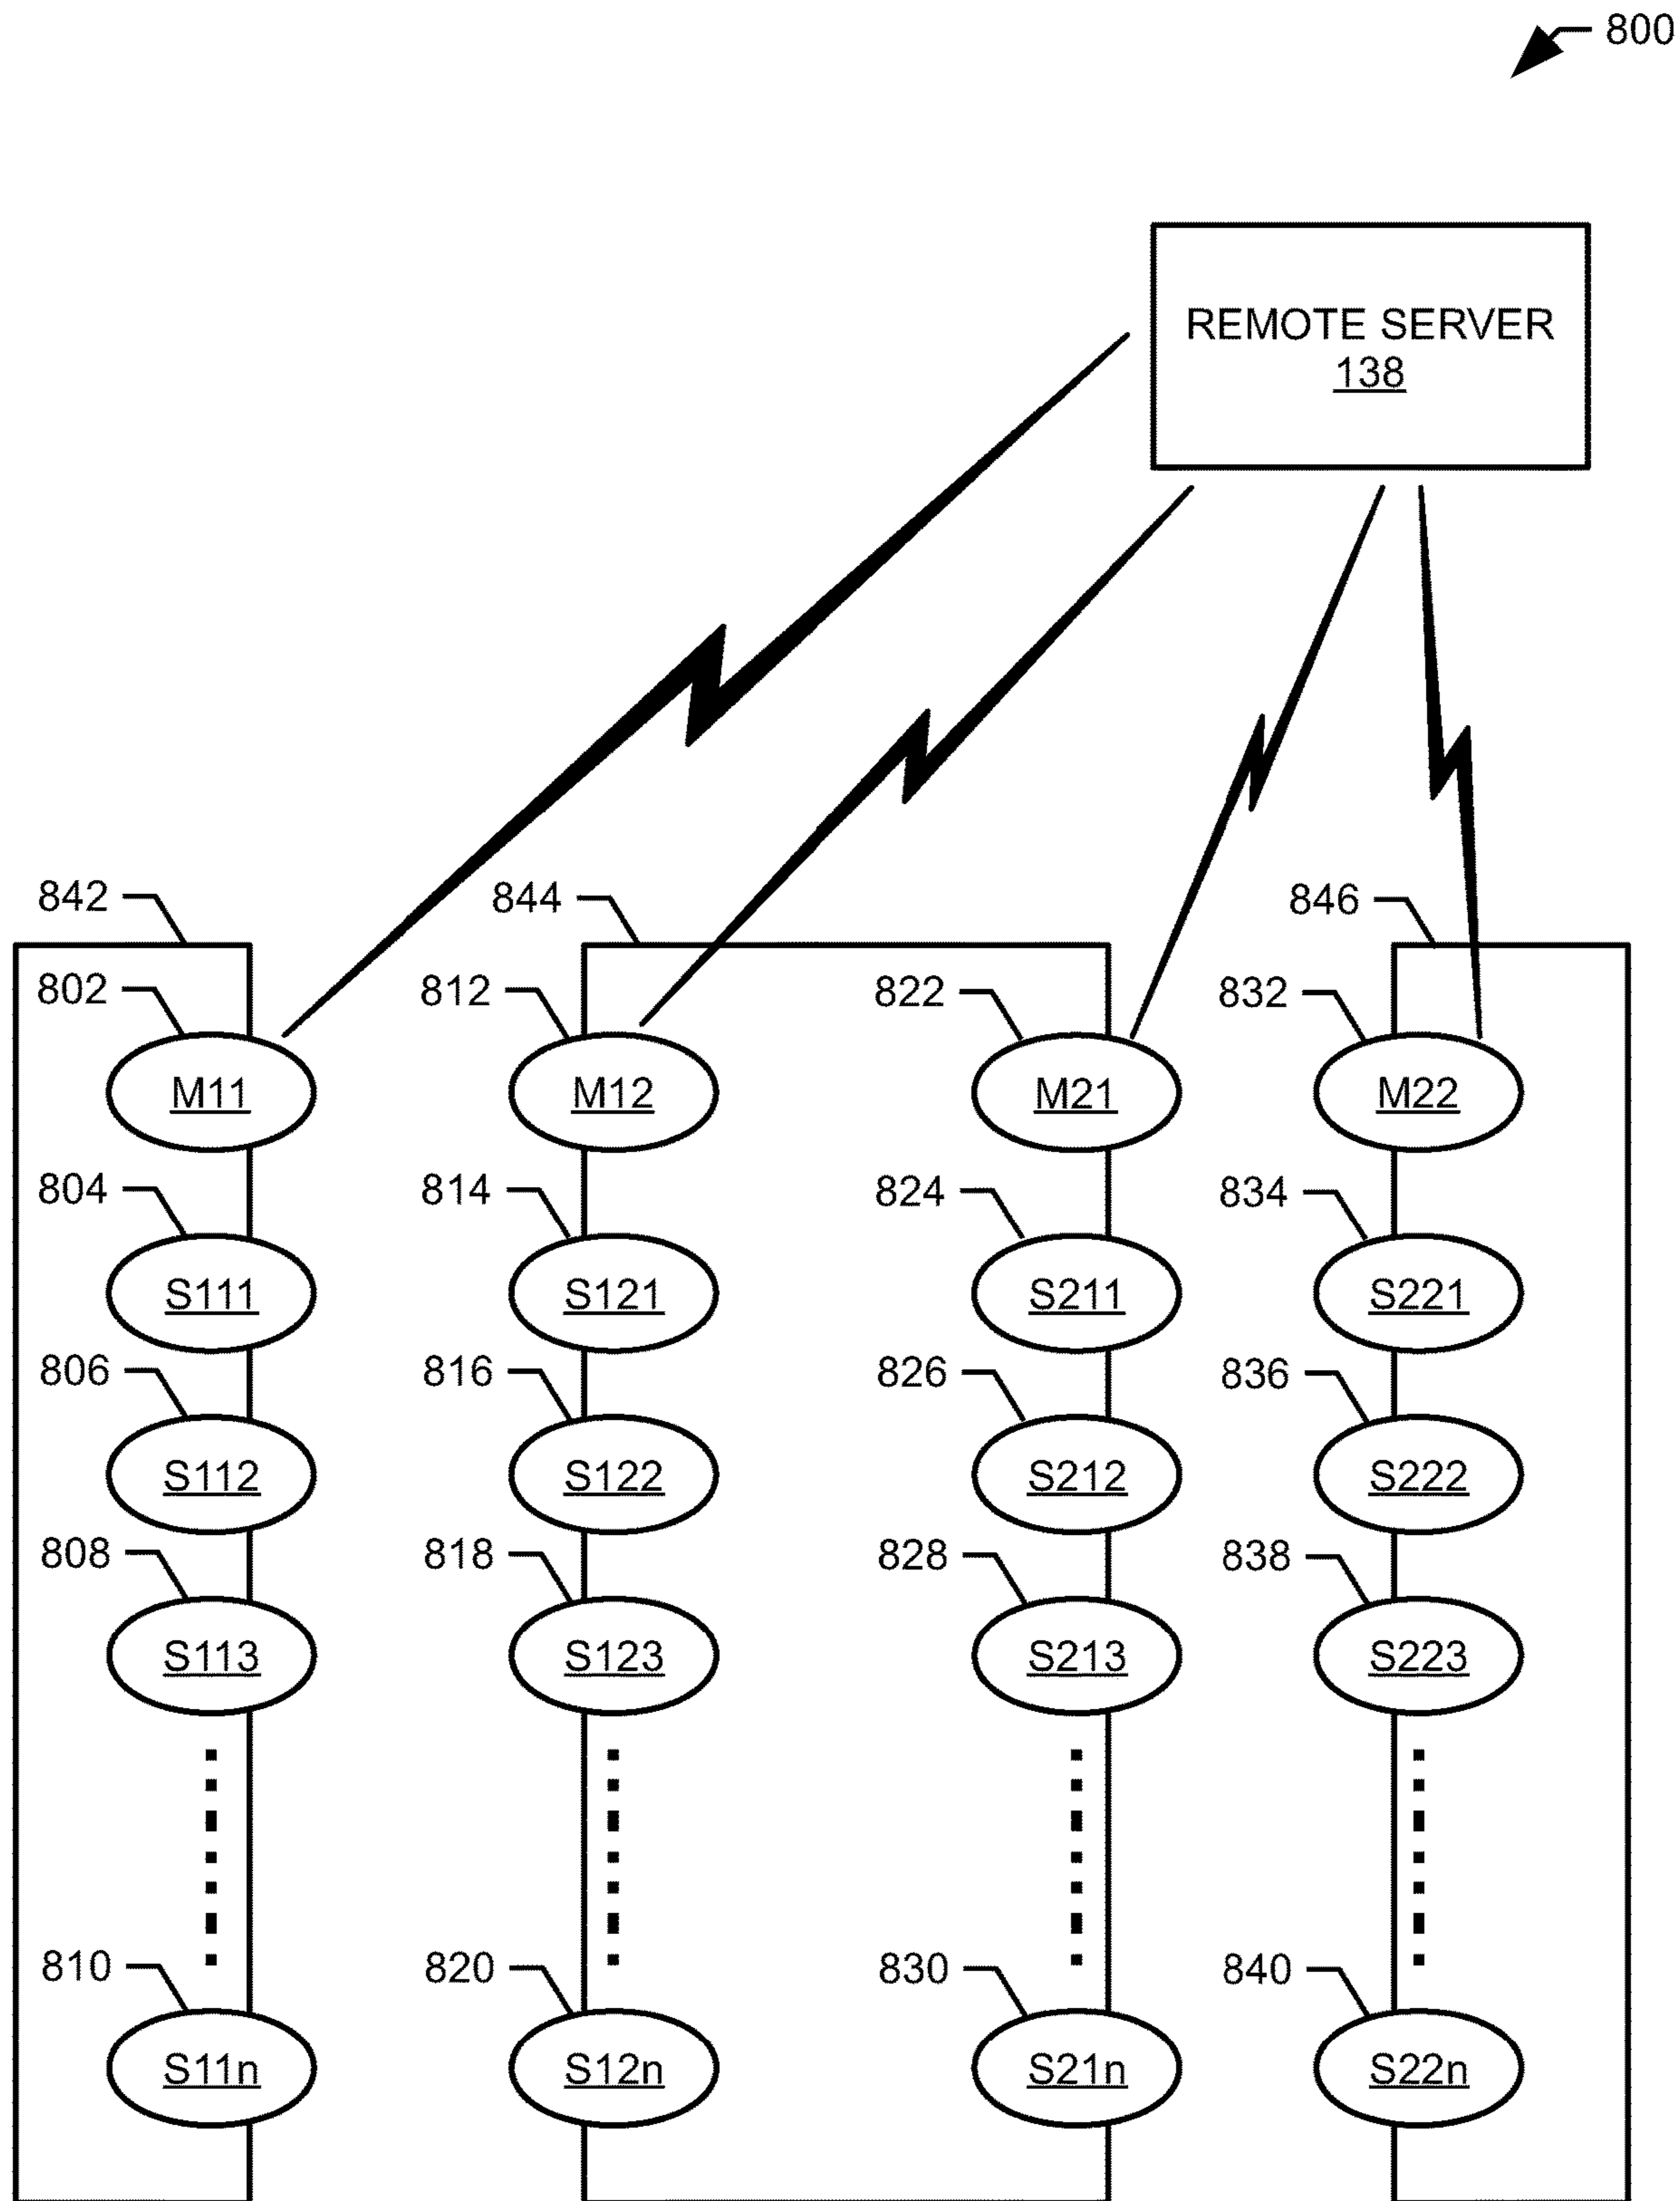 800
REMOTE SERVER
138
842
844
846
802
812
822
832
M11
M12
M21
M22
804
814
824
834
S111
S121
S211
S221
806
816
826
836
S112
S122
S212
S222
808
818
828
838
S113
S123
S213
S223
810
820
830
840
S11n
S12n
S21n
S22n